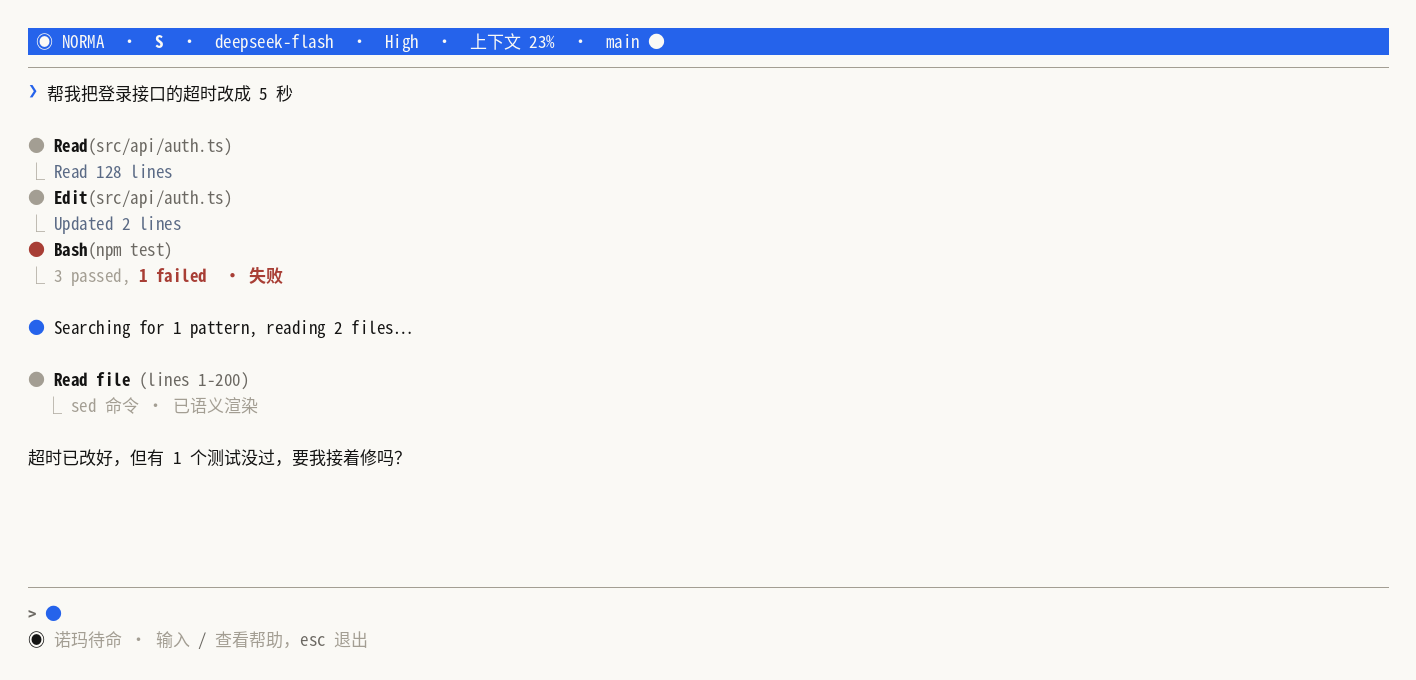 ◉ NORMA · S · deepseek-flash · High · 上下文 23% · main ●
❯ 帮我把登录接口的超时改成 5 秒
● Read(src/api/auth.ts)
⎿ Read 128 lines
● Edit(src/api/auth.ts)
⎿ Updated 2 lines
● Bash(npm test)
⎿ 3 passed, 1 failed · 失败
● Searching for 1 pattern, reading 2 files…
● Read file (lines 1-200)
⎿ sed 命令 · 已语义渲染
超时已改好，但有 1 个测试没过，要我接着修吗？
> ●
◉ 诺玛待命 · 输入 / 查看帮助，esc 退出